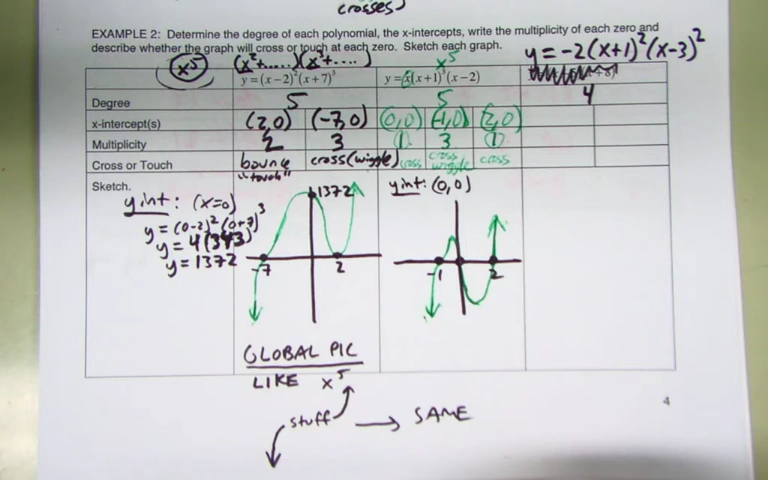 crosses)
EXAMPLE 2: Determine the degree of each polynomial, the x-intercepts, write the multiplicity of each zero and
describe whether the graph will cross or touch at each zero. Sketch each graph.
y = -2(x+1)²(x-3)²
x⁵
(x²+.....)(x³+....
x⁵
y = (x – 2)²(x + 7)³
y = x(x + 1)³(x – 2)
Degree
5
5
4
x-intercept(s)
(2,0)
(-7,0)
(0,0)
(-1,0)
(2,0)
Multiplicity
2
3
1
3
1
Cross or Touch
bounce
"touch"
cross(wiggle)
cross
cross
wiggle
cross
Sketch.
y int : (x=0)
y = (0-2)²(0+7)³
y = 4(343)
y = 1372
1372
-7
2
y int: (0,0)
-1
2
GLOBAL PIC
LIKE x⁵
stuff
SAME
4